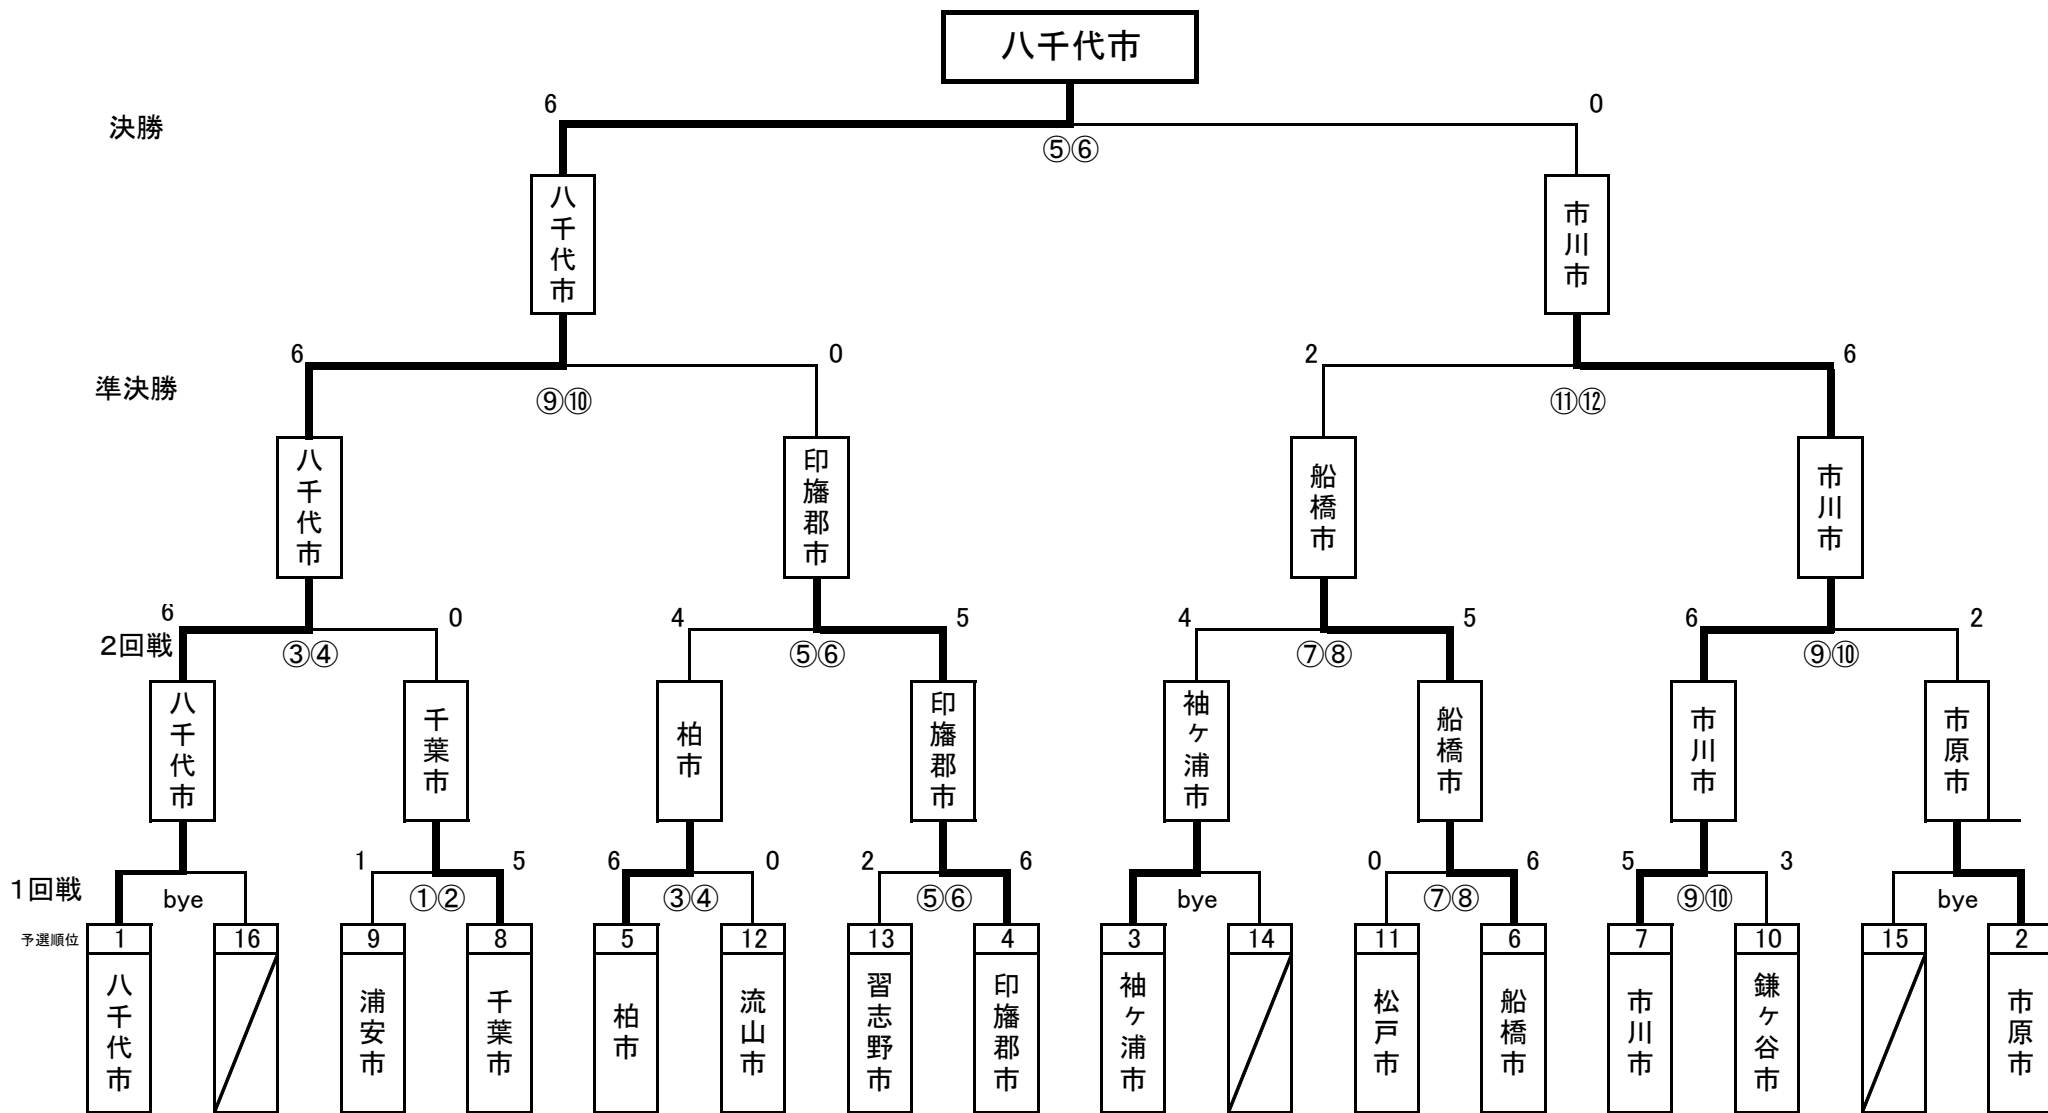 八千代市
6 0
決勝
⑤⑥
八千代市 市川市
6 0 2 6
準決勝
⑨⑩ ⑪⑫
八千代市 印旛郡市 船橋市 市川市
6 0 4 5 4 5 6 2
2回戦 ③④ ⑤⑥ ⑦⑧ ⑨⑩
八千代市 千葉市 柏市 印旛郡市 袖ヶ浦市 船橋市 市川市 市原市
1 5 6 0 2 6 0 6 5 3
1回戦 bye ①② ③④ ⑤⑥ bye ⑦⑧ ⑨⑩ bye
予選順位 1 16 9 8 5 12 13 4 3 14 11 6 7 10 15 2
八千代市 浦安市 千葉市 柏市 流山市 習志野市 印旛郡市 袖ヶ浦市 松戸市 船橋市 市川市 鎌ヶ谷市 市原市